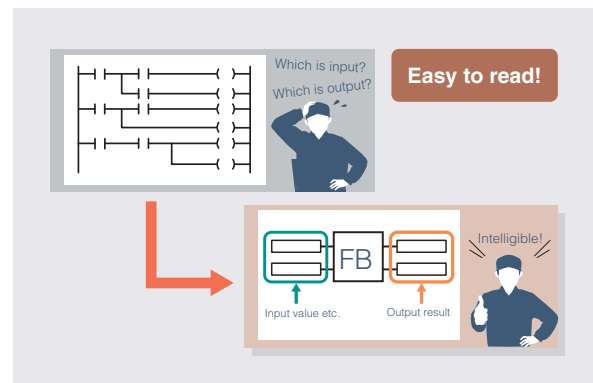 Which is input?
Which is output?
Easy to read!
FB
Intelligible!
Input value etc.
Output result